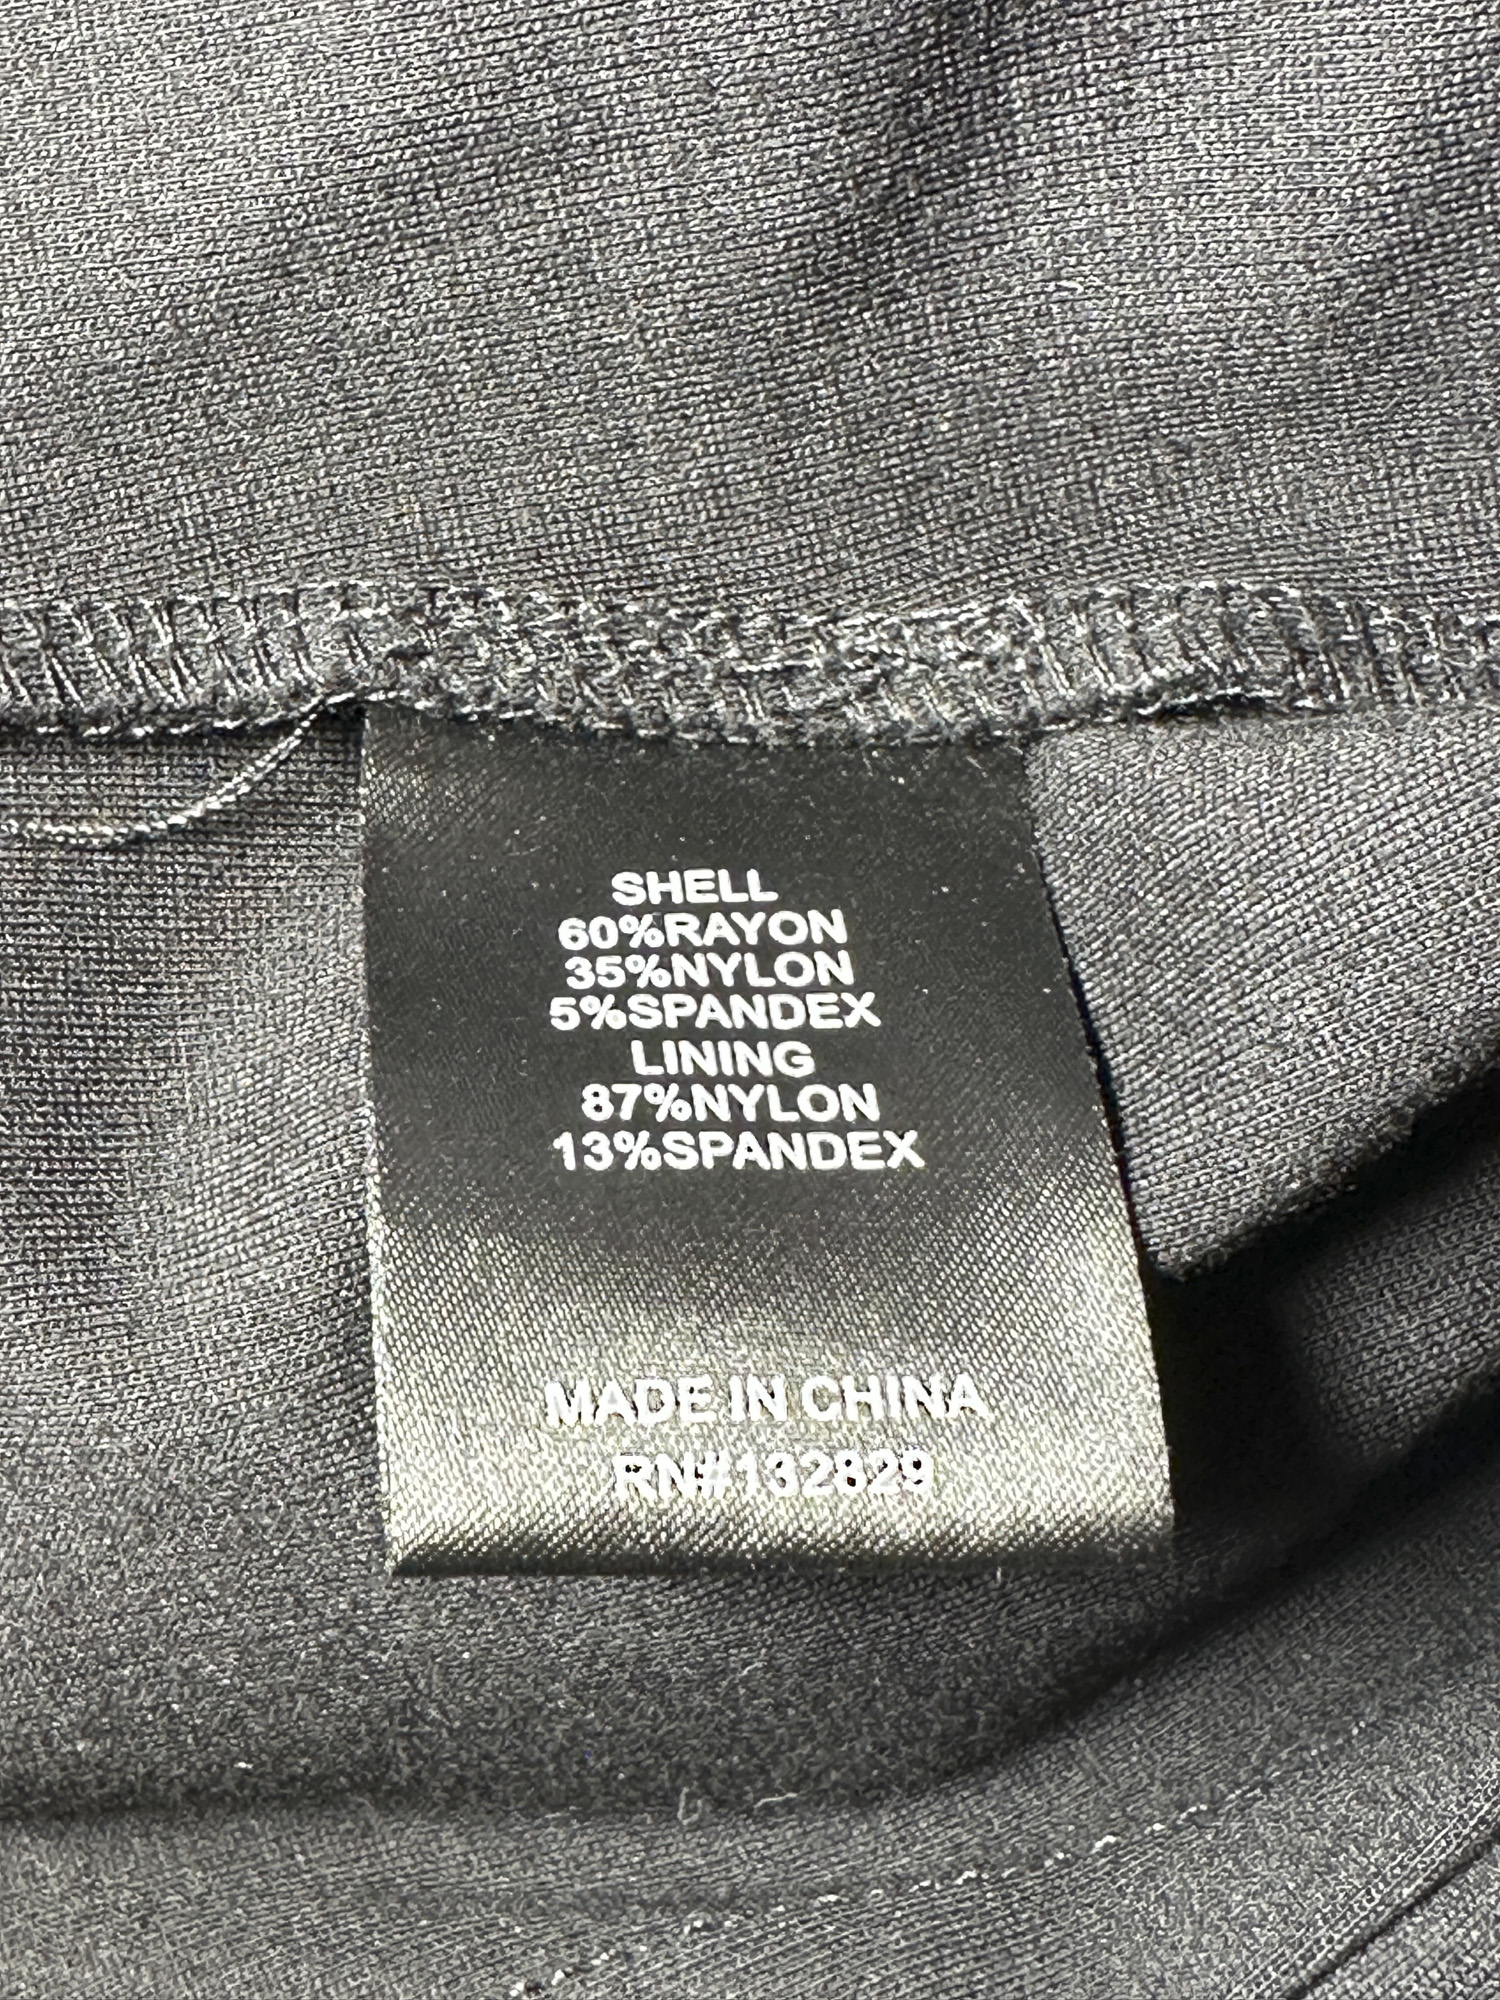 SHELL
60%RAYON
35%NYLON
5%SPANDEX
LINING
87%NYLON
13%SPANDEX
MADE IN CHINA
RN#132829